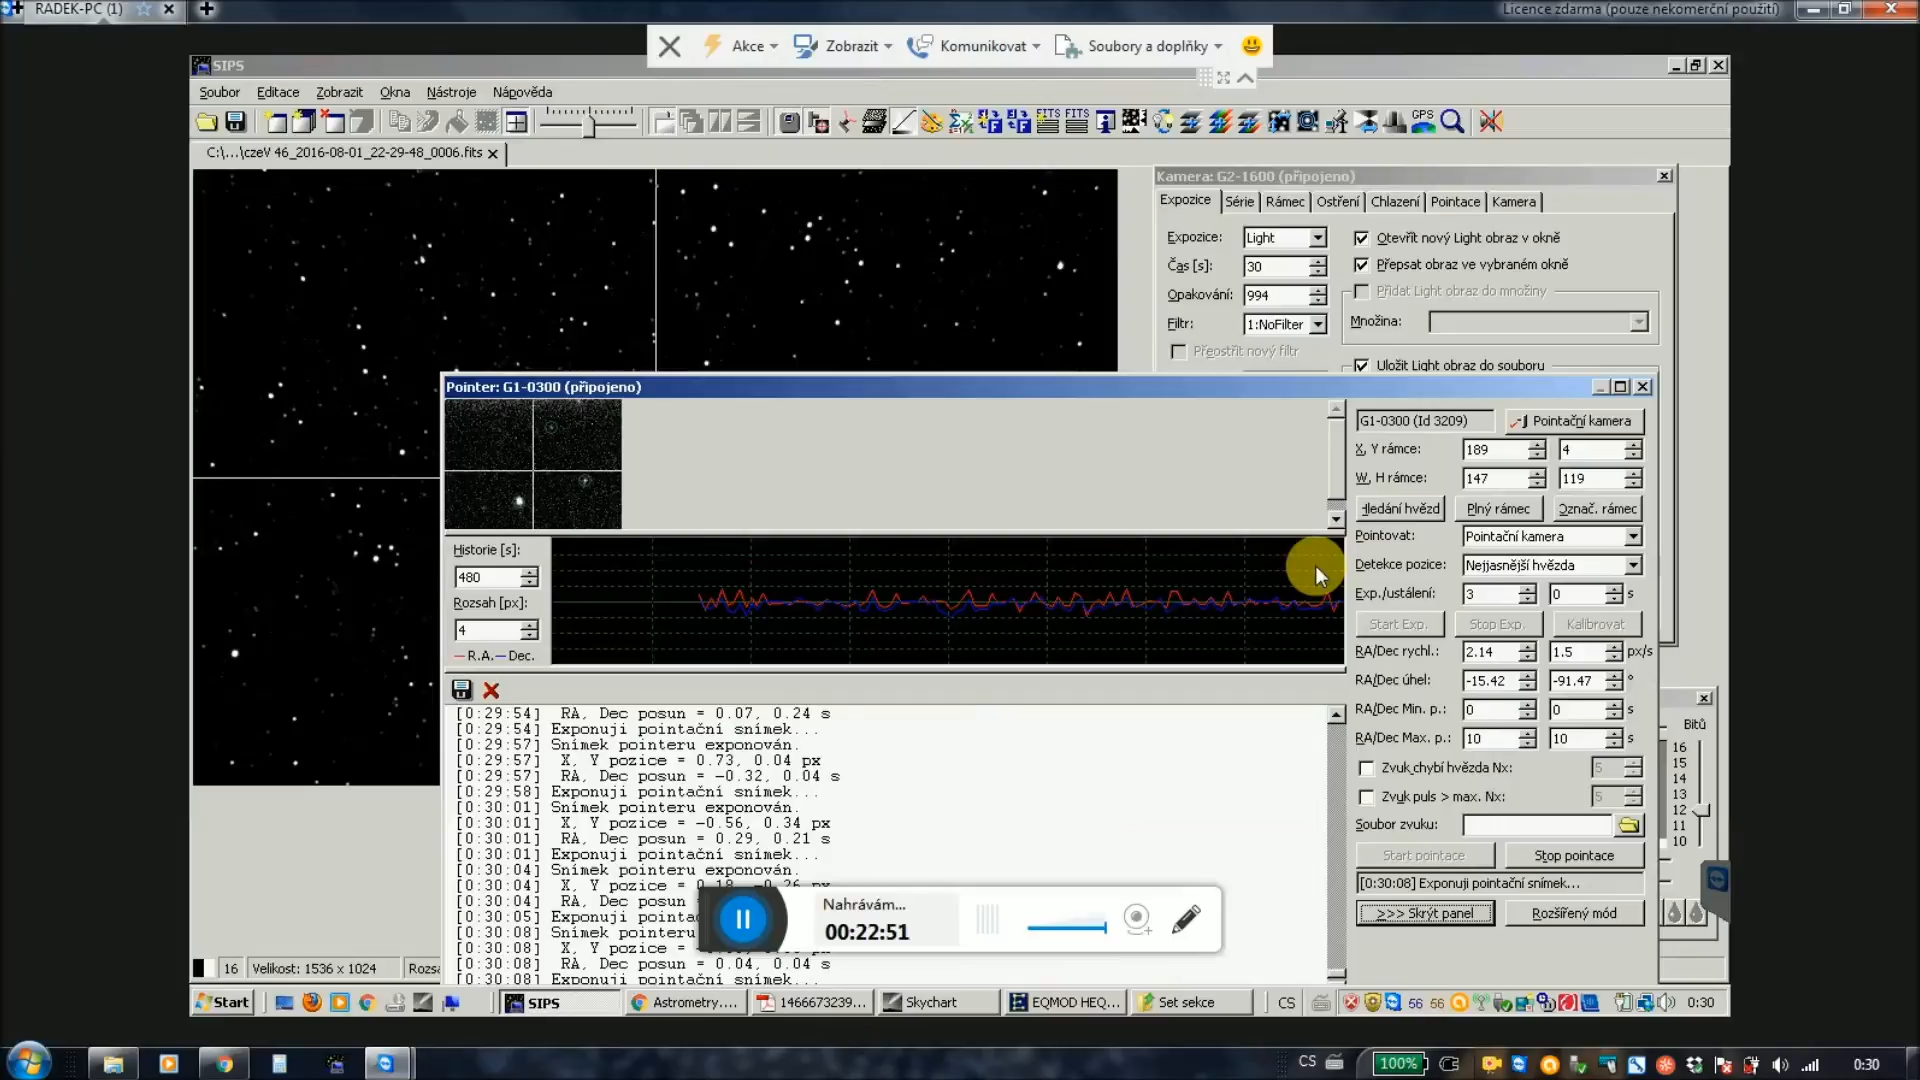 RADEK-PC (1)
Licence zdarma (pouze nekomerční použití)
Akce
Zobrazit
Komunikovat
Soubory a doplňky
SIPS
Soubor Editace Zobrazit Okna Nástroje Nápověda
FITS FITS GPS
C:\...\czeV 46_2016-08-01_22-29-48_0006.fits
Kamera: G2-1600 (připojeno)
Expozice Série Rámec Ostření Chlazení Pointace Kamera
Expozice: Light
Otevřít nový Light obraz v okně
Čas [s]: 30
Přepsat obraz ve vybraném okně
Opakování: 994
Přidat Light obraz do množiny
Filtr: 1:NoFilter
Množina:
Přeostřit nový filtr
Uložit Light obraz do souboru
Pointer: G1-0300 (připojeno)
G1-0300 (Id 3209) Pointační kamera
X, Y rámce: 189 4
W, H rámce: 147 119
Hledání hvězd Plný rámec Označ. rámec
Pointovat: Pointační kamera
Detekce pozice: Nejjasnější hvězda
Exp./ustálení: 3 0 s
Start Exp. Stop Exp. Kalibrovat
RA/Dec rychl.: 2.14 1.5 px/s
RA/Dec úhel: -15.42 -91.47 °
RA/Dec Min. p.: 0 0 s
RA/Dec Max. p.: 10 10 s
Zvuk chybí hvězda Nx: 5
Zvuk puls > max. Nx: 5
Soubor zvuku:
Start pointace Stop pointace
[0:30:08] Exponuji pointační snímek...
>>> Skrýt panel Rozšířený mód
Historie [s]:
480
Rozsah [px]:
4
R.A. Dec.
[0:29:54] RA, Dec posun = 0.07, 0.24 s
[0:29:54] Exponuji pointační snímek...
[0:29:57] Snímek pointeru exponován.
[0:29:57] X, Y pozice = 0.73, 0.04 px
[0:29:57] RA, Dec posun = -0.32, 0.04 s
[0:29:58] Exponuji pointační snímek...
[0:30:01] Snímek pointeru exponován.
[0:30:01] X, Y pozice = -0.56, 0.34 px
[0:30:01] RA, Dec posun = 0.29, 0.21 s
[0:30:01] Exponuji pointační snímek...
[0:30:04] Snímek pointeru exponován.
[0:30:04] X, Y pozice = 0.18, -0.26 px
[0:30:04] RA, Dec posun =
[0:30:05] Exponuji
[0:30:08] Snímek
[0:30:08] X, Y pozice =
[0:30:08] RA, Dec posun = 0.04, 0.04 s
[0:30:08] Exponuji pointační snímek...
Nahrávám...
00:22:51
Bitů
16
15
14
13
12
11
10
16 Velikost: 1536 x 1024
Start SIPS Astrometry.... 1466673239... Skychart EQMOD HEQ... Set sekce CS 56 56 0:30
CS 100% 0:30